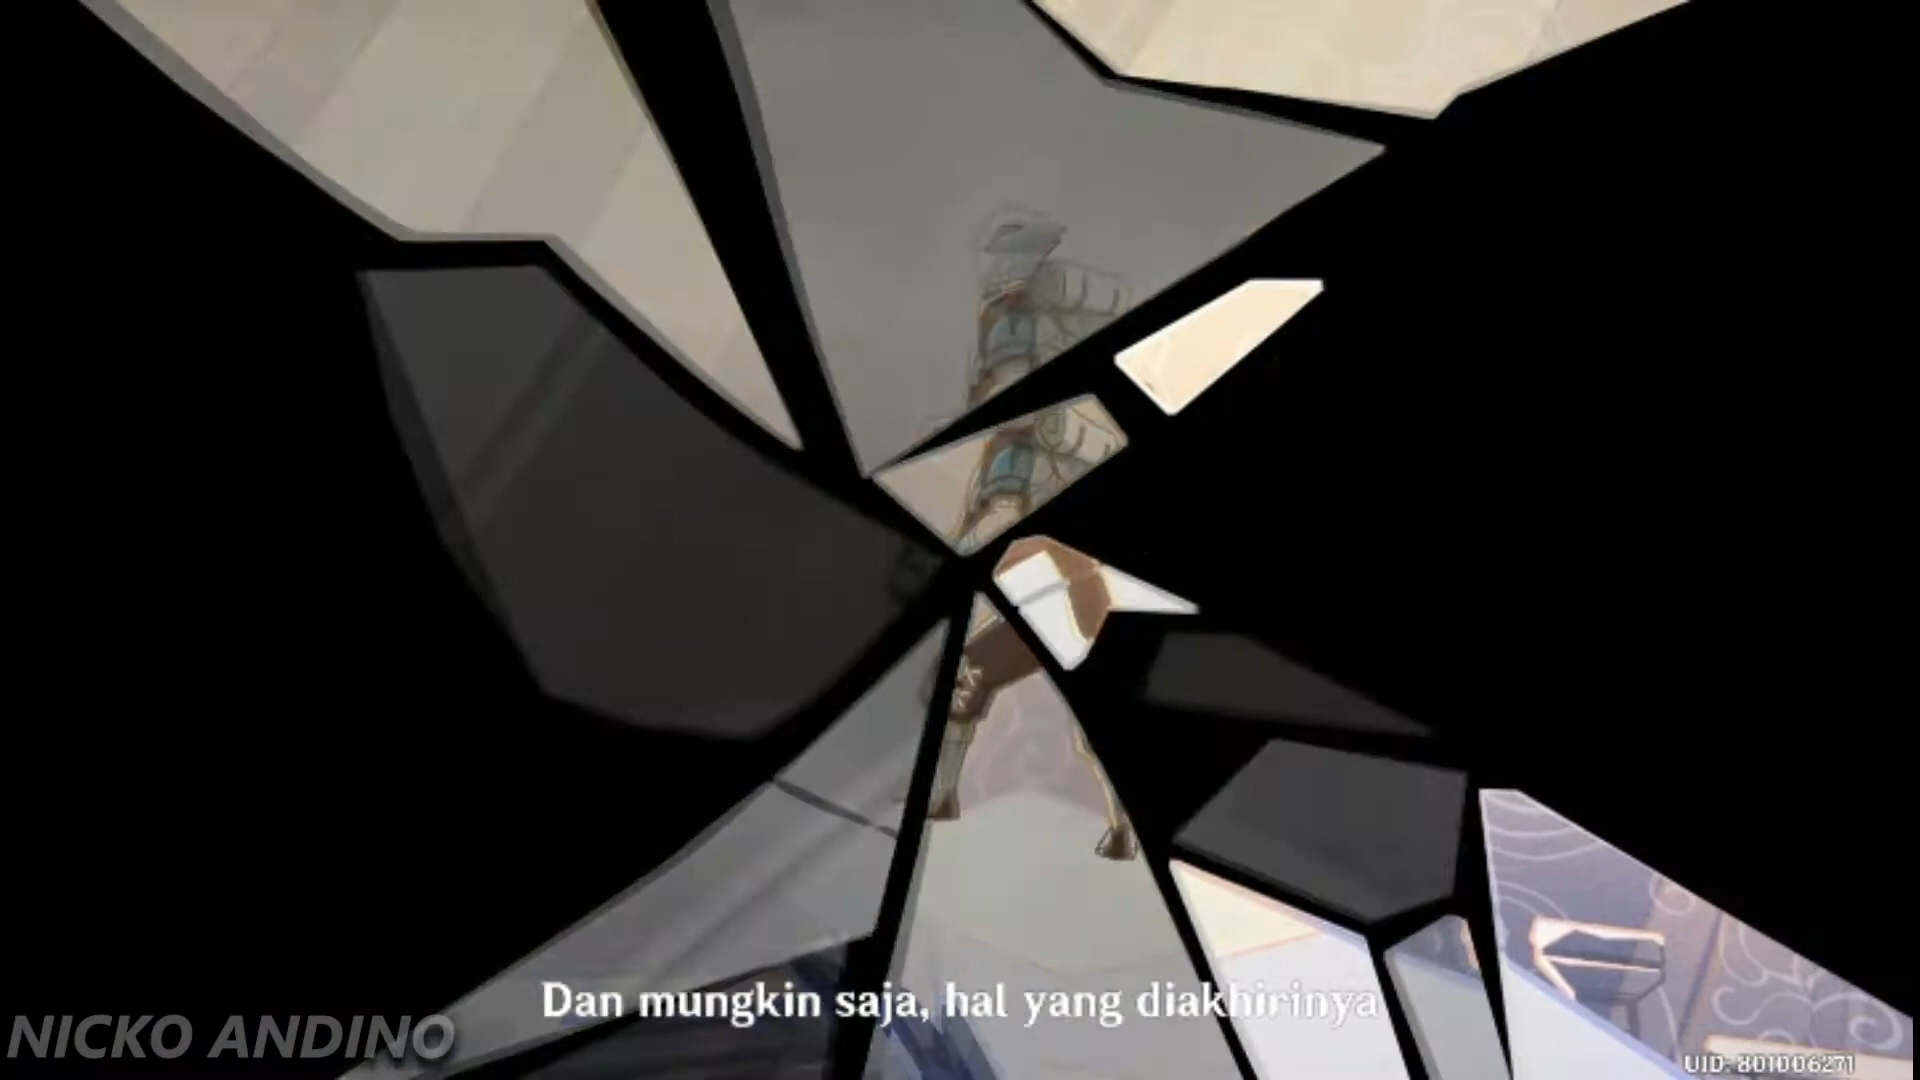 Dan mungkin saja, hal yang diakhirinya
NICKO ANDINO
UID: 801006271